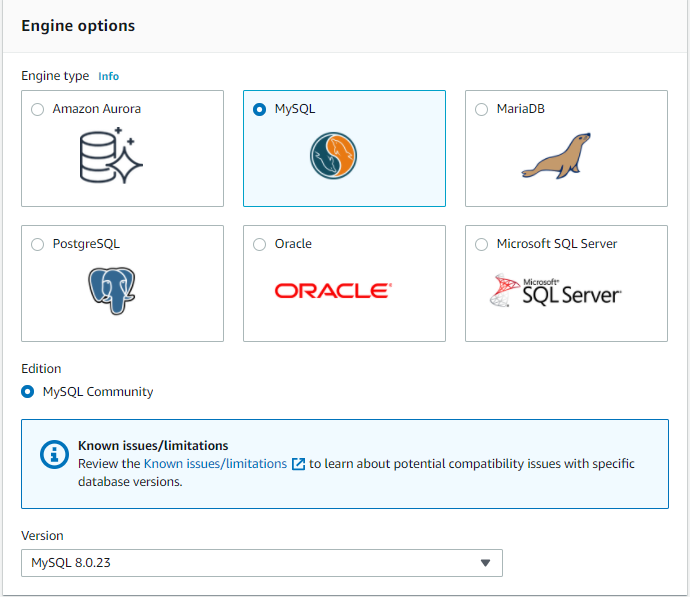 Engine options
Engine type Info
Amazon Aurora
MySQL
MariaDB
PostgreSQL
Oracle
Microsoft SQL Server
ORACLE
Microsoft
SQL Server
Edition
MySQL Community
Known issues/limitations
Review the Known issues/limitations to learn about potential compatibility issues with specific
database versions.
Version
MySQL 8.0.23